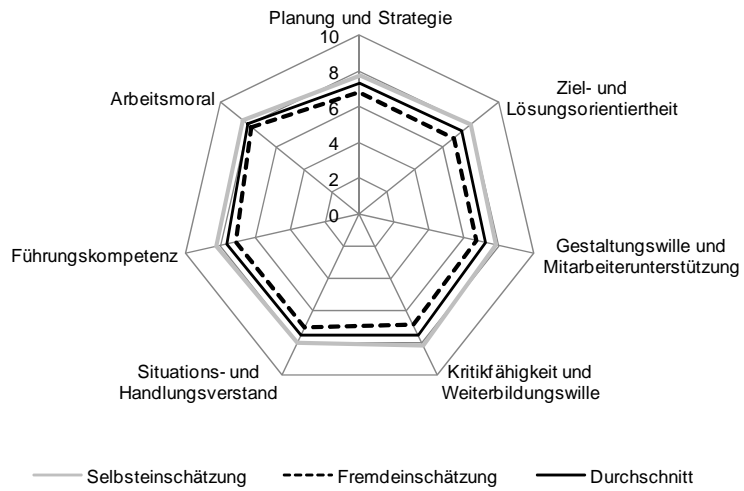 Planung und Strategie
10
8
6
4
2
0
Ziel- und
Lösungsorientiertheit
Gestaltungswille und
Mitarbeiterunterstützung
Kritikfähigkeit und
Weiterbildungswille
Situations- und
Handlungsverstand
Führungskompetenz
Arbeitsmoral
Selbsteinschätzung
Fremdeinschätzung
Durchschnitt